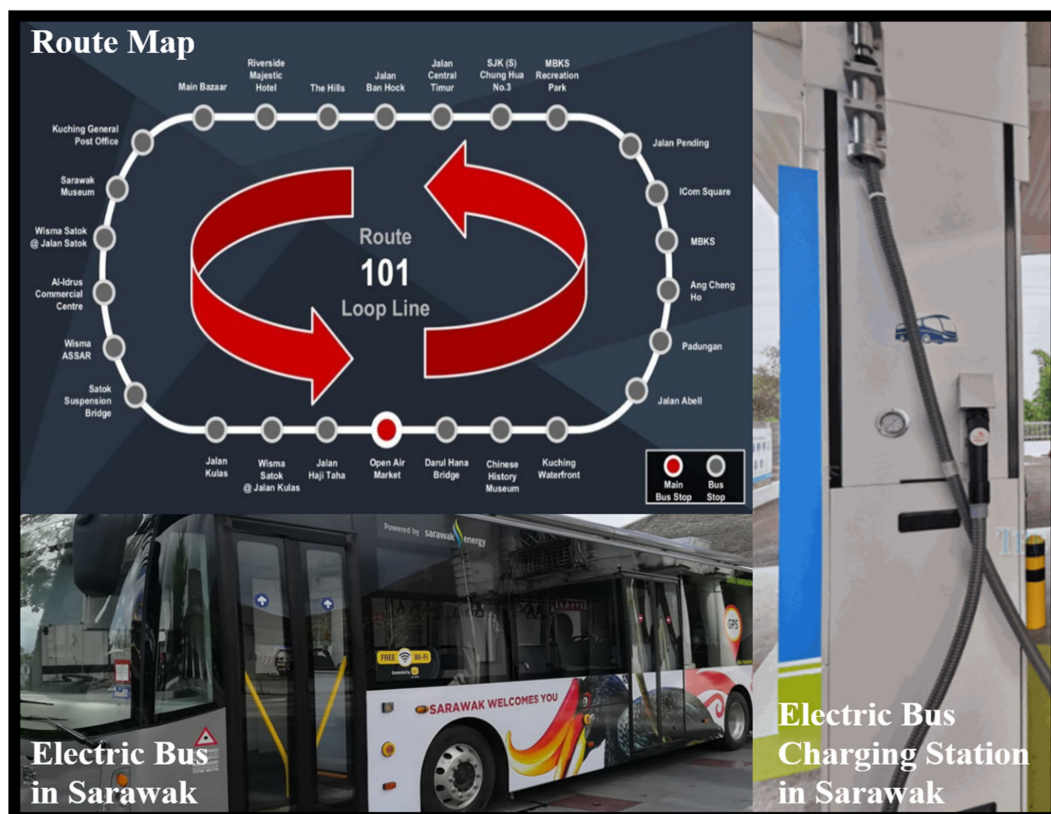 Route Map
Main Bazaar
Riverside
Majestic
Hotel
The Hills
Jalan
Ban Hock
Jalan
Central
Timur
SJK (S)
Chung Hua
No.3
MBKS
Recreation
Park
Kuching General
Post Office
Jalan Pending
Sarawak
Museum
ICom Square
Wisma Satok
@ Jalan Satok
MBKS
Al-Idrus
Commercial
Centre
Ang Cheng
Ho
Wisma
ASSAR
Padungan
Satok
Suspension
Bridge
Jalan Abell
Route
101
Loop Line
Jalan
Kulas
Wisma
Satok
@ Jalan Kulas
Jalan
Haji Taha
Open Air
Market
Darul Hana
Bridge
Chinese
History
Museum
Kuching
Waterfront
Main
Bus Stop
Bus
Stop
Powered by sarawak energy
GPS
FREE Wi-Fi
SARAWAK WELCOMES YOU
Electric Bus
in Sarawak
Electric Bus
Charging Station
in Sarawak